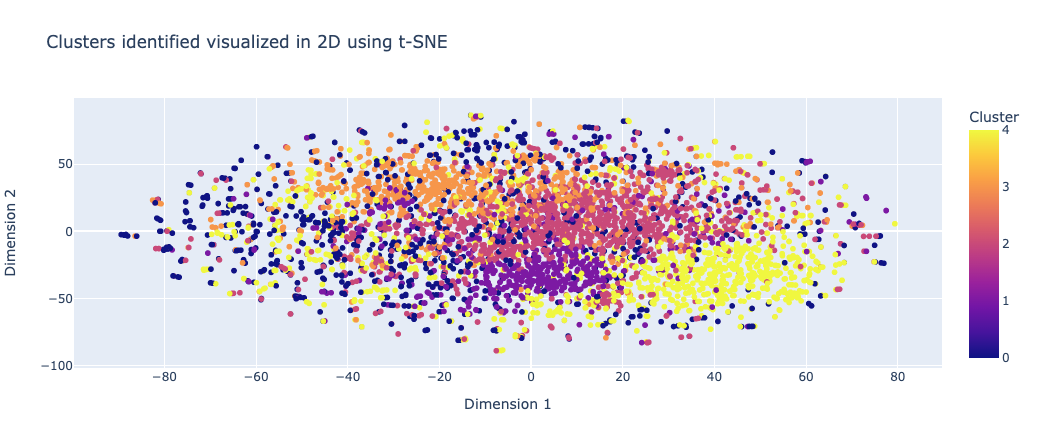 Clusters identified visualized in 2D using t-SNE
Cluster
4
3
2
1
0
Dimension 2
50
0
−50
−100
−80 −60 −40 −20 0 20 40 60 80
Dimension 1